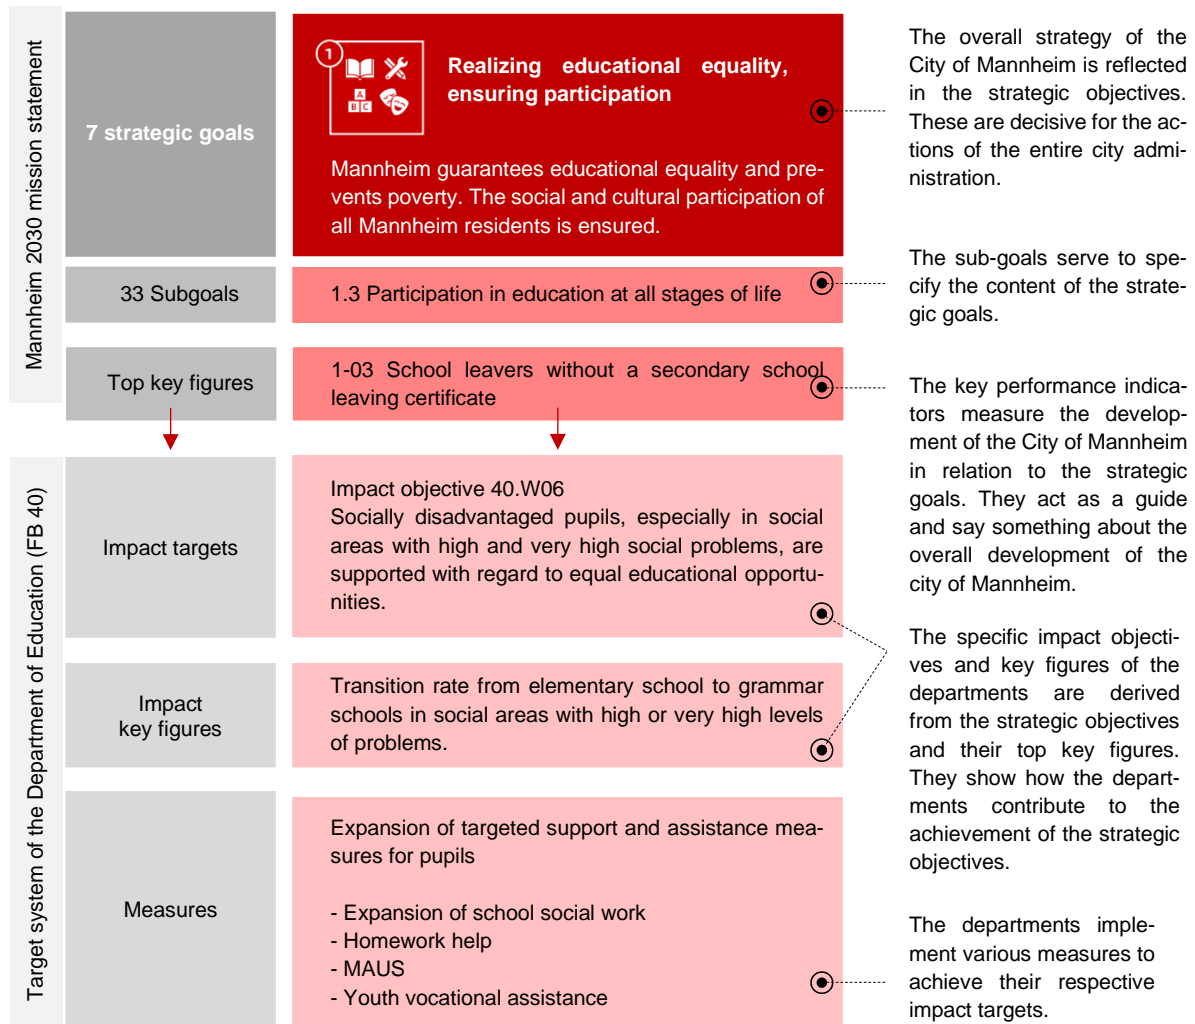 Mannheim 2030 mission statement
7 strategic goals
1
A
B C
Realizing educational equality,
ensuring participation
Mannheim guarantees educational equality and pre-
vents poverty. The social and cultural participation of
all Mannheim residents is ensured.
The overall strategy of the
City of Mannheim is reflected
in the strategic objectives.
These are decisive for the ac-
tions of the entire city admi-
nistration.
33 Subgoals
1.3 Participation in education at all stages of life
The sub-goals serve to spe-
cify the content of the strate-
gic goals.
Top key figures
1-03 School leavers without a secondary school
leaving certificate
The key performance indica-
tors measure the develop-
ment of the City of Mannheim
in relation to the strategic
goals. They act as a guide
and say something about the
overall development of the
city of Mannheim.
Target system of the Department of Education (FB 40)
Impact targets
Impact objective 40.W06
Socially disadvantaged pupils, especially in social
areas with high and very high social problems, are
supported with regard to equal educational opportu-
nities.
Impact
key figures
Transition rate from elementary school to grammar
schools in social areas with high or very high levels
of problems.
The specific impact objecti-
ves and key figures of the
departments are derived
from the strategic objectives
and their top key figures.
They show how the depart-
ments contribute to the
achievement of the strategic
objectives.
Measures
Expansion of targeted support and assistance mea-
sures for pupils
- Expansion of school social work
- Homework help
- MAUS
- Youth vocational assistance
The departments imple-
ment various measures to
achieve their respective
impact targets.